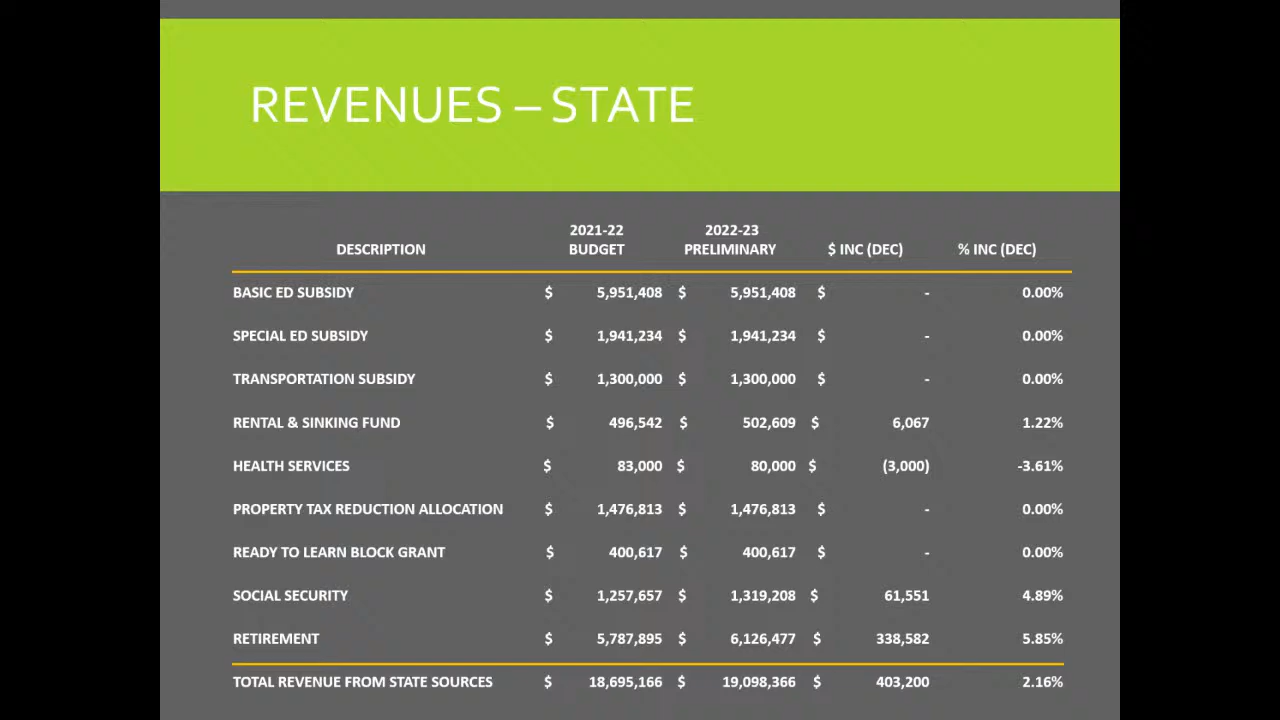 REVENUES – STATE
DESCRIPTION 2021-22 BUDGET 2022-23 PRELIMINARY $ INC (DEC) % INC (DEC)
BASIC ED SUBSIDY $ 5,951,408 $ 5,951,408 $ - 0.00%
SPECIAL ED SUBSIDY $ 1,941,234 $ 1,941,234 $ - 0.00%
TRANSPORTATION SUBSIDY $ 1,300,000 $ 1,300,000 $ - 0.00%
RENTAL & SINKING FUND $ 496,542 $ 502,609 $ 6,067 1.22%
HEALTH SERVICES $ 83,000 $ 80,000 $ (3,000) -3.61%
PROPERTY TAX REDUCTION ALLOCATION $ 1,476,813 $ 1,476,813 $ - 0.00%
READY TO LEARN BLOCK GRANT $ 400,617 $ 400,617 $ - 0.00%
SOCIAL SECURITY $ 1,257,657 $ 1,319,208 $ 61,551 4.89%
RETIREMENT $ 5,787,895 $ 6,126,477 $ 338,582 5.85%
TOTAL REVENUE FROM STATE SOURCES $ 18,695,166 $ 19,098,366 $ 403,200 2.16%